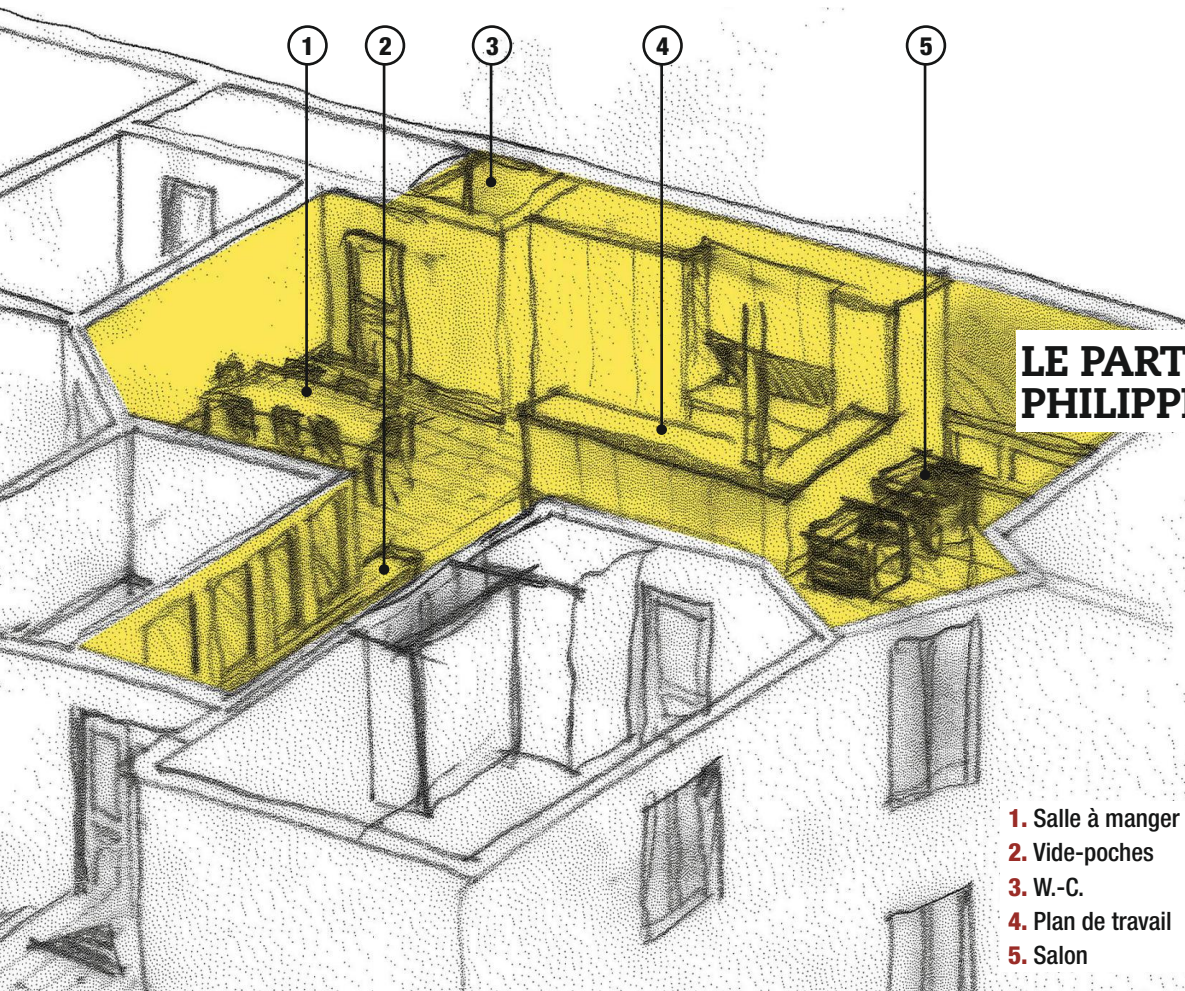 1 2 3 4 5
LE PART
PHILIPP
1. Salle à manger
2. Vide-poches
3. W.-C.
4. Plan de travail
5. Salon